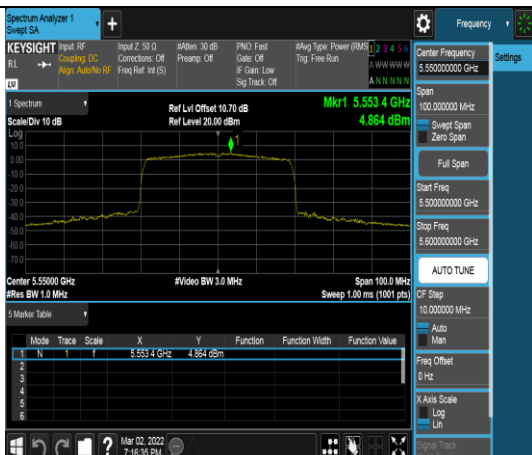 Spectrum Analyzer 1
Swept SA
+
Frequency
KEYSIGHT
RL
LXI
Input: RF
Coupling: DC
Align: Auto/No RF
Input Z: 50 Ω
Corrections: Off
Freq Ref: Int (S)
#Atten: 30 dB
Preamp: Off
PNO: Fast
Gate: Off
IF Gain: Low
Sig Track: Off
#Avg Type: Power (RMS
Trig: Free Run
1 2 3 4 5 6
A W W W W W
A N N N N N
Center Frequency
5.550000000 GHz
Settings
Span
100.000000 MHz
Swept Span
Zero Span
Full Span
Start Freq
5.500000000 GHz
Stop Freq
5.600000000 GHz
AUTO TUNE
CF Step
10.000000 MHz
Auto
Man
Freq Offset
0 Hz
X Axis Scale
Log
Lin
Signal Track
1 Spectrum
Scale/Div 10 dB
Ref Lvl Offset 10.70 dB
Ref Level 20.00 dBm
Mkr1 5.553 4 GHz
4.864 dBm
Log
10.0
0.00
-10.0
-20.0
-30.0
-40.0
-50.0
-60.0
-70.0
1
Center 5.55000 GHz
#Res BW 1.0 MHz
#Video BW 3.0 MHz
Span 100.0 MHz
Sweep 1.00 ms (1001 pts)
5 Marker Table
Mode Trace Scale X Y Function Function Width Function Value
1 N 1 f 5.553 4 GHz 4.864 dBm
2
3
4
5
6
?
Mar 02, 2022
7:16:35 PM